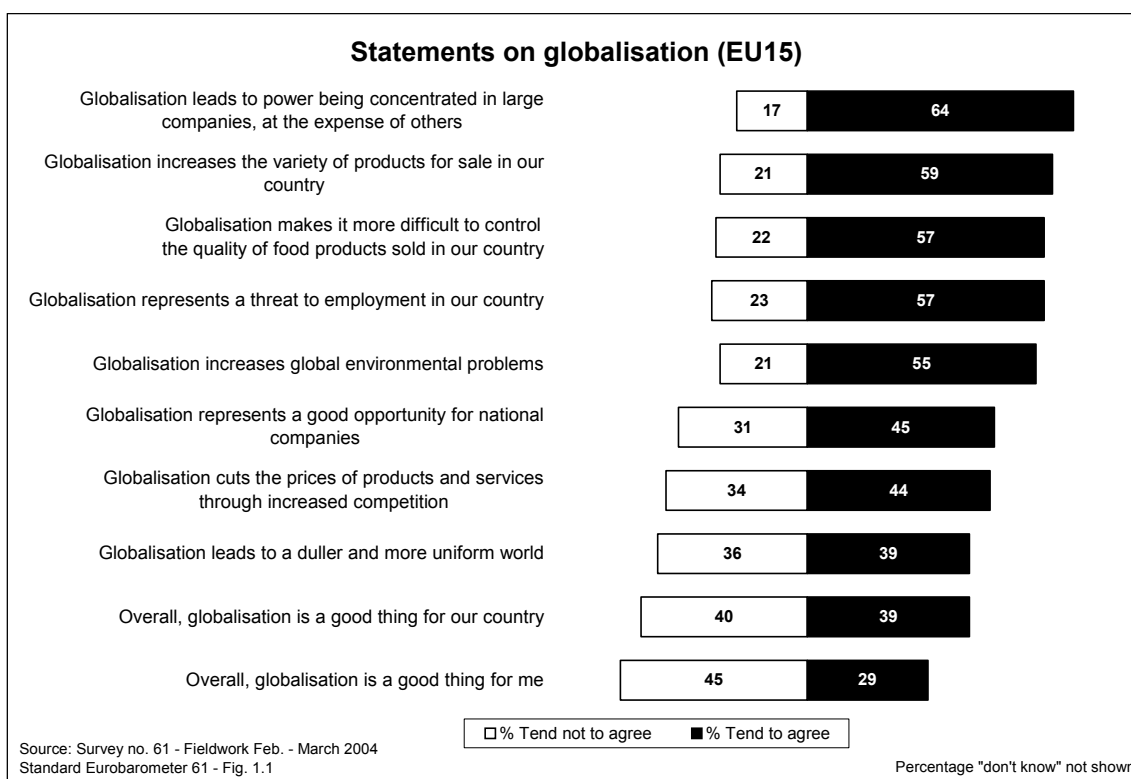 Statements on globalisation (EU15)
Globalisation leads to power being concentrated in large
companies, at the expense of others
17 64
Globalisation increases the variety of products for sale in our
country
21 59
Globalisation makes it more difficult to control
the quality of food products sold in our country
22 57
Globalisation represents a threat to employment in our country
23 57
Globalisation increases global environmental problems
21 55
Globalisation represents a good opportunity for national
companies
31 45
Globalisation cuts the prices of products and services
through increased competition
34 44
Globalisation leads to a duller and more uniform world
36 39
Overall, globalisation is a good thing for our country
40 39
Overall, globalisation is a good thing for me
45 29
% Tend not to agree % Tend to agree
Source: Survey no. 61 - Fieldwork Feb. - March 2004
Standard Eurobarometer 61 - Fig. 1.1
Percentage "don't know" not shown